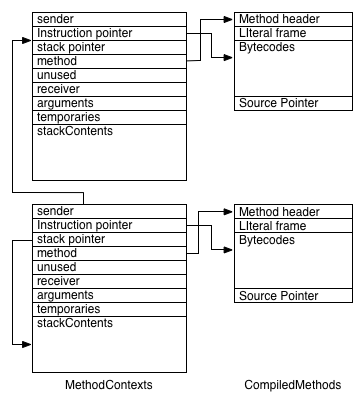 sender
Instruction pointer
stack pointer
method
unused
receiver
arguments
temporaries
stackContents
Method header
LIteral frame
Bytecodes
Source Pointer
sender
Instruction pointer
stack pointer
method
unused
receiver
arguments
temporaries
stackContents
Method header
LIteral frame
Bytecodes
Source Pointer
MethodContexts
CompiledMethods